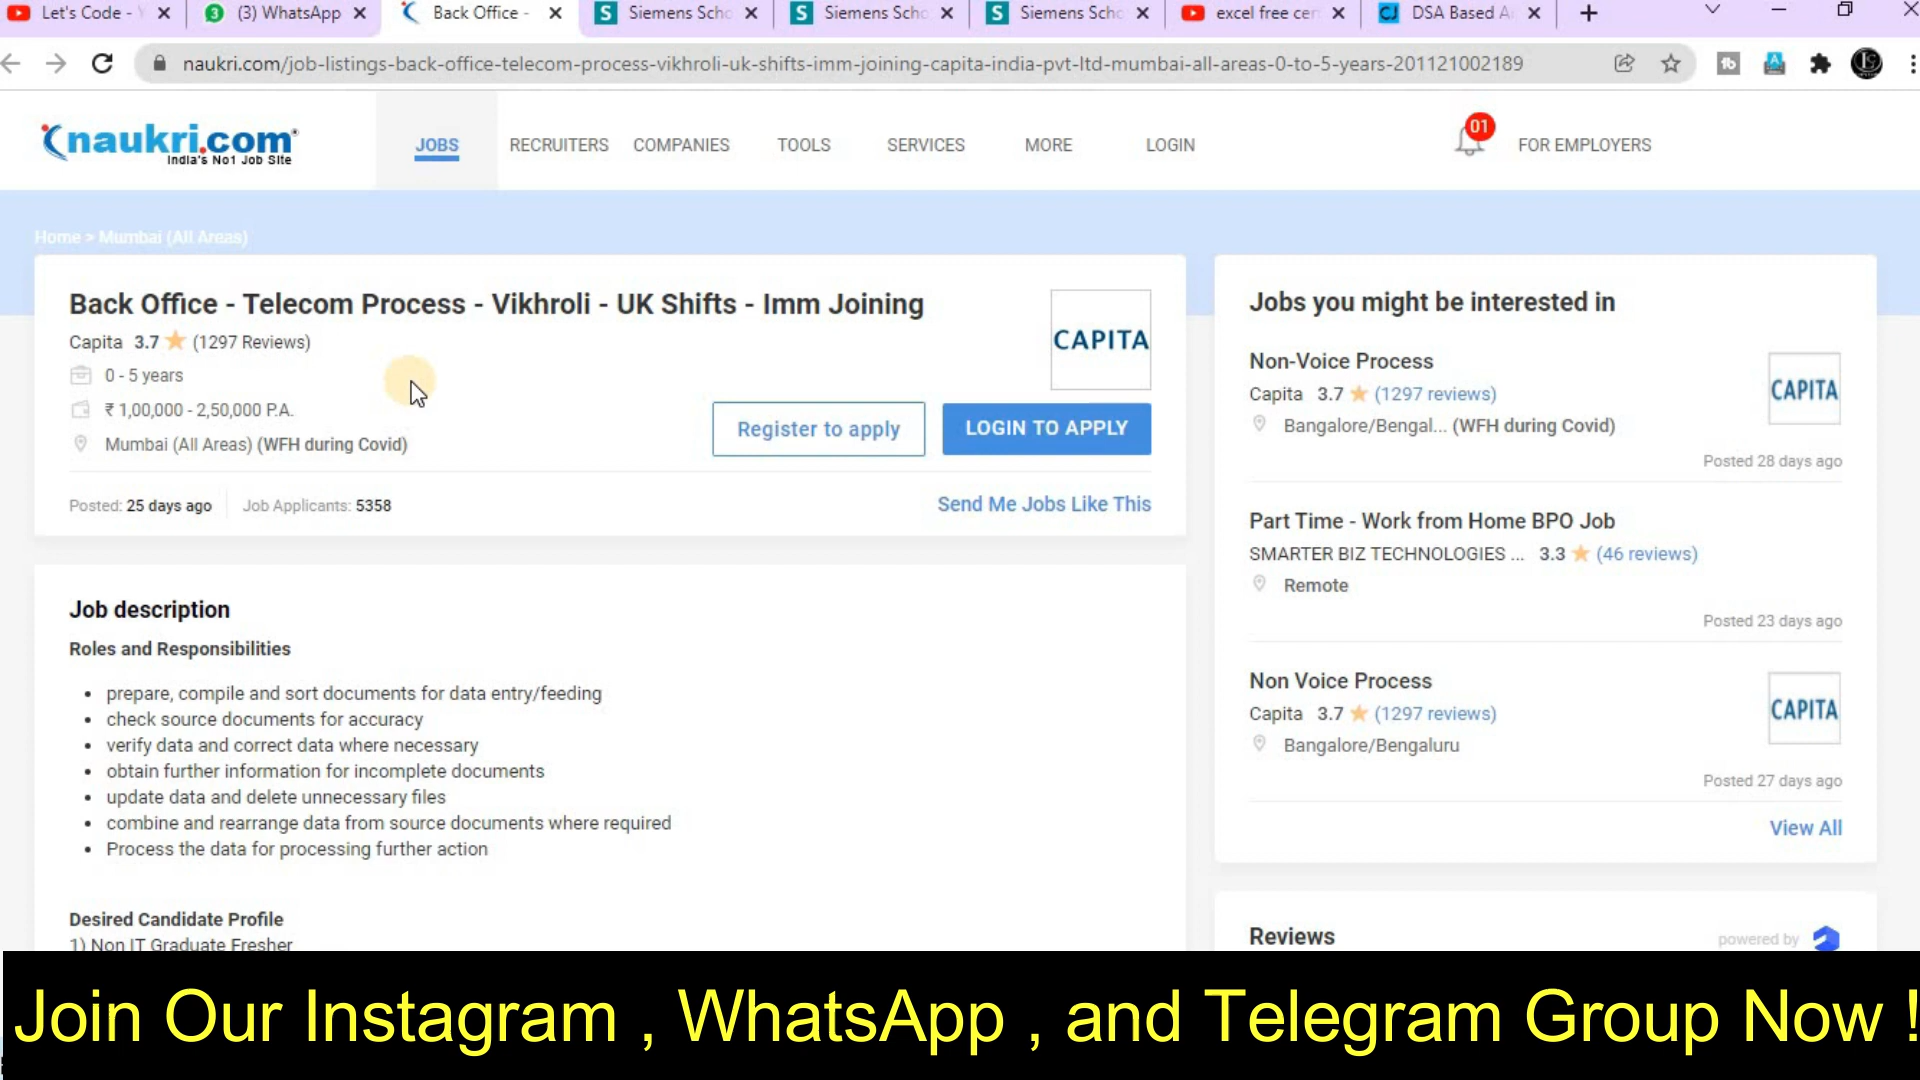 Let's Code -
(3) WhatsApp
Back Office -
Siemens Scho
Siemens Scho
Siemens Scho
excel free cer
DSA Based A
naukri.com/job-listings-back-office-telecom-process-vikhroli-uk-shifts-imm-joining-capita-india-pvt-ltd-mumbai-all-areas-0-to-5-years-201121002189
naukri.com
India's No1 Job Site
JOBS
RECRUITERS
COMPANIES
TOOLS
SERVICES
MORE
LOGIN
01
FOR EMPLOYERS
Home > Mumbai (All Areas)
Back Office - Telecom Process - Vikhroli - UK Shifts - Imm Joining
Capita 3.7 (1297 Reviews)
0 - 5 years
₹ 1,00,000 - 2,50,000 P.A.
Mumbai (All Areas) (WFH during Covid)
CAPITA
Register to apply
LOGIN TO APPLY
Posted: 25 days ago
Job Applicants: 5358
Send Me Jobs Like This
Job description
Roles and Responsibilities
• prepare, compile and sort documents for data entry/feeding
• check source documents for accuracy
• verify data and correct data where necessary
• obtain further information for incomplete documents
• update data and delete unnecessary files
• combine and rearrange data from source documents where required
• Process the data for processing further action
Desired Candidate Profile
1) Non IT Graduate Fresher
Jobs you might be interested in
Non-Voice Process
Capita 3.7 (1297 reviews)
Bangalore/Bengal... (WFH during Covid)
CAPITA
Posted 28 days ago
Part Time - Work from Home BPO Job
SMARTER BIZ TECHNOLOGIES ... 3.3 (46 reviews)
Remote
Posted 23 days ago
Non Voice Process
Capita 3.7 (1297 reviews)
Bangalore/Bengaluru
CAPITA
Posted 27 days ago
View All
Reviews
powered by
Join Our Instagram , WhatsApp , and Telegram Group Now !